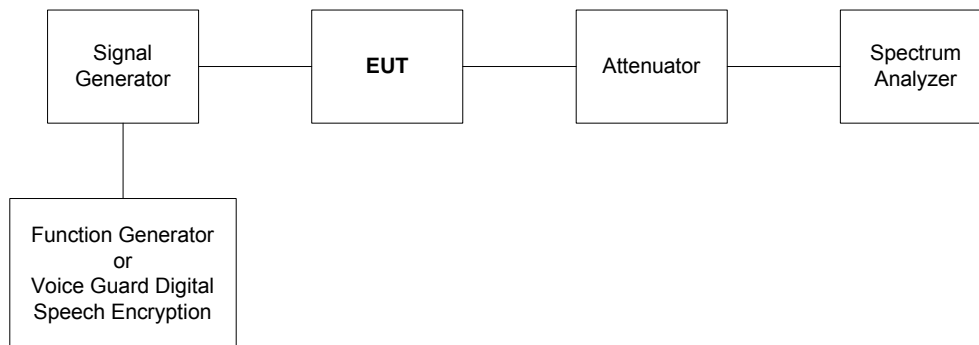 Signal
Generator
EUT
Attenuator
Spectrum
Analyzer
Function Generator
or
Voice Guard Digital
Speech Encryption